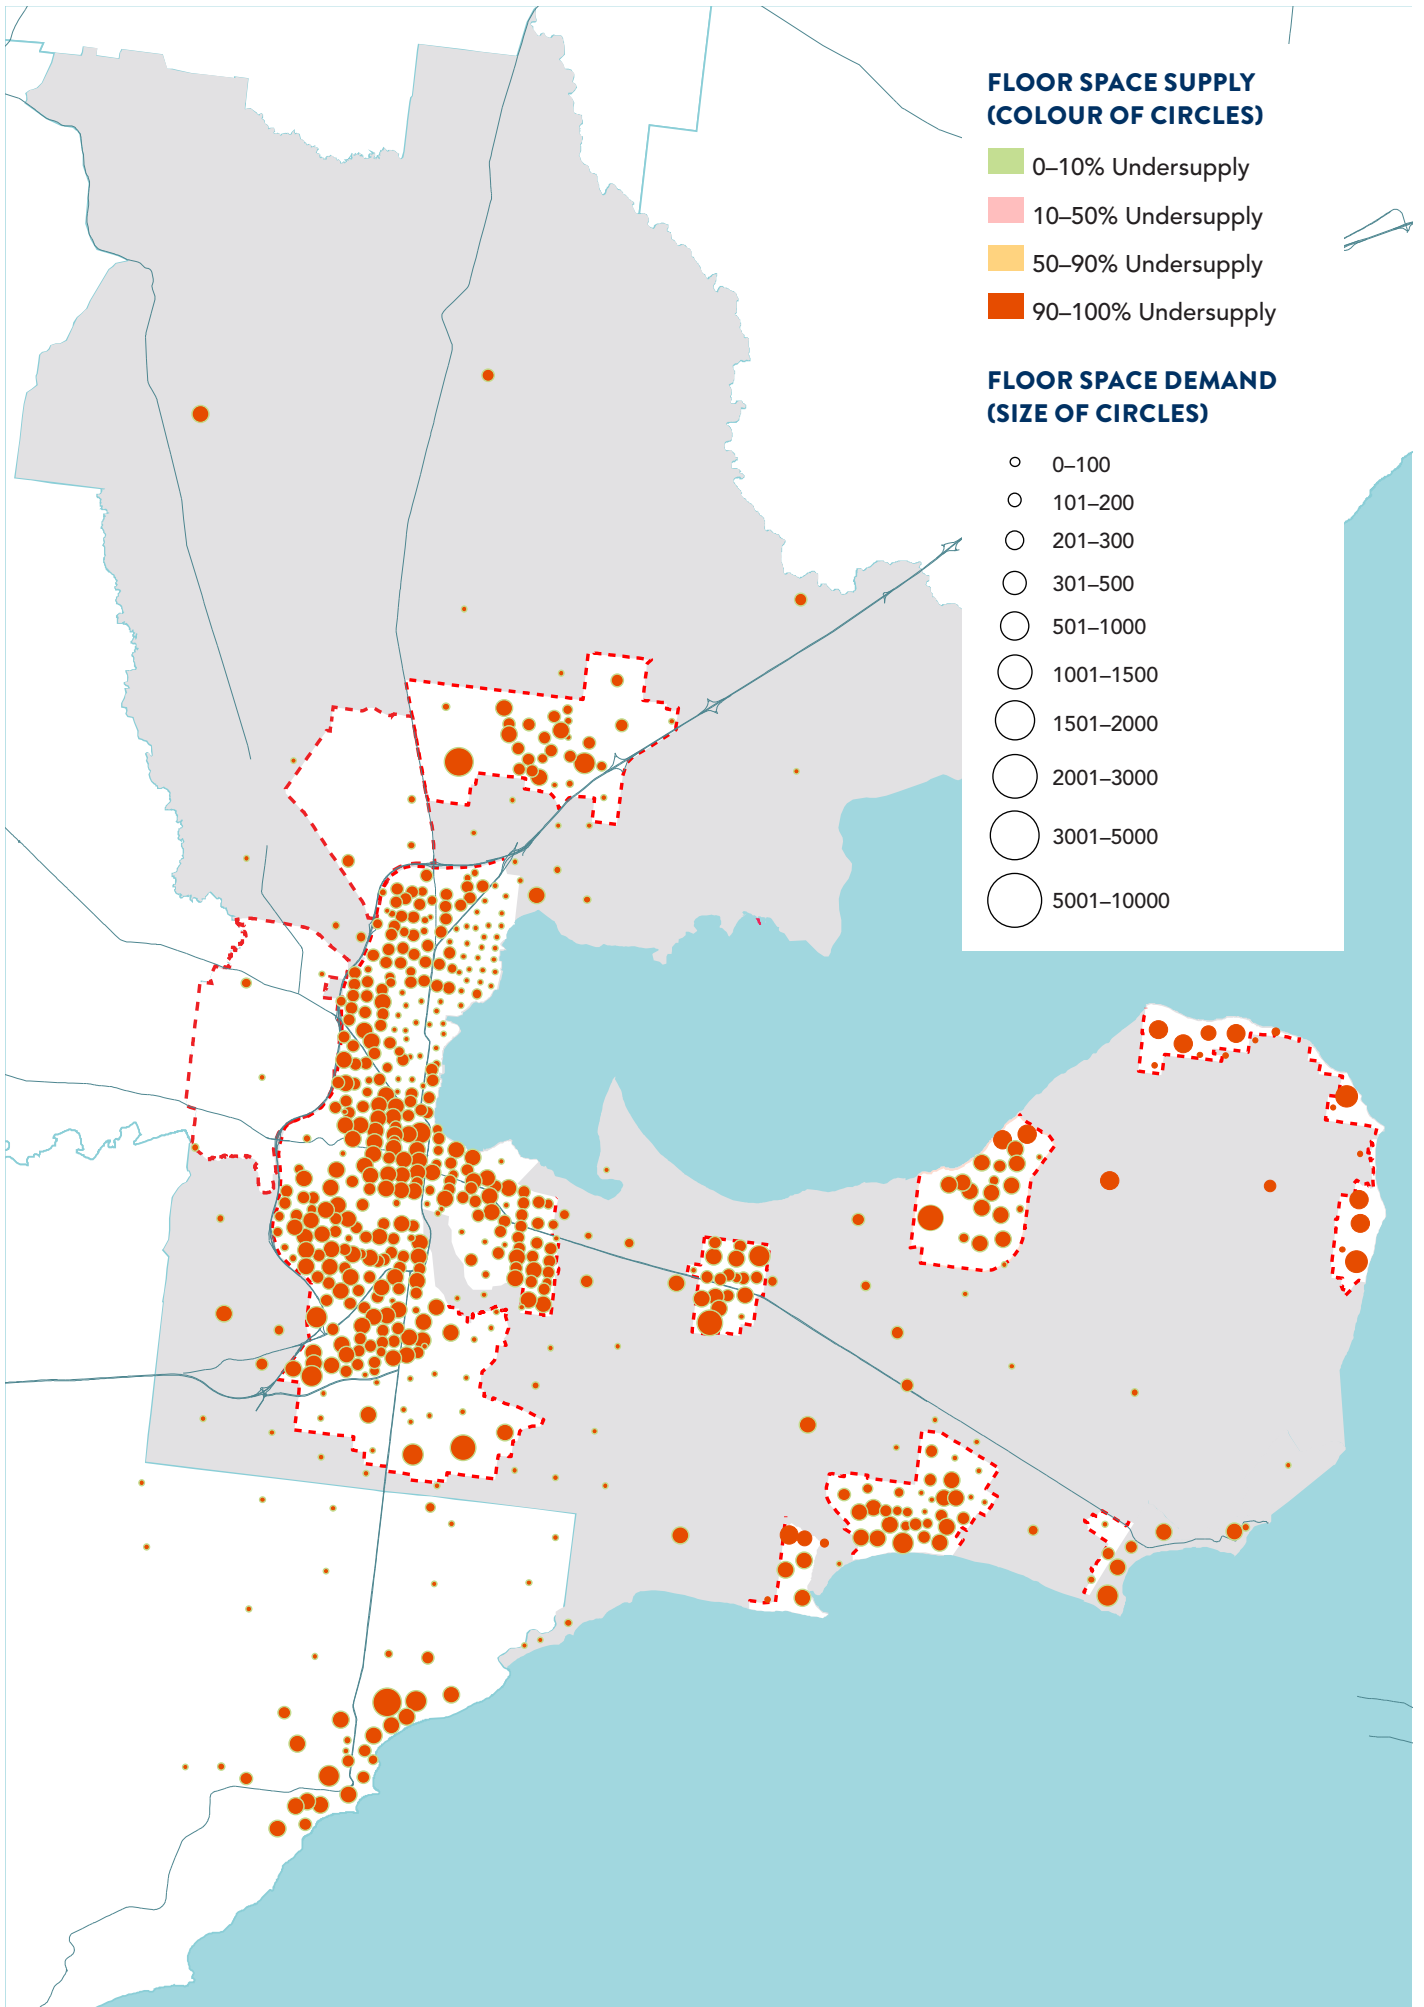 FLOOR SPACE SUPPLY
(COLOUR OF CIRCLES)
0–10% Undersupply
10–50% Undersupply
50–90% Undersupply
90–100% Undersupply
FLOOR SPACE DEMAND
(SIZE OF CIRCLES)
0–100
101–200
201–300
301–500
501–1000
1001–1500
1501–2000
2001–3000
3001–5000
5001–10000